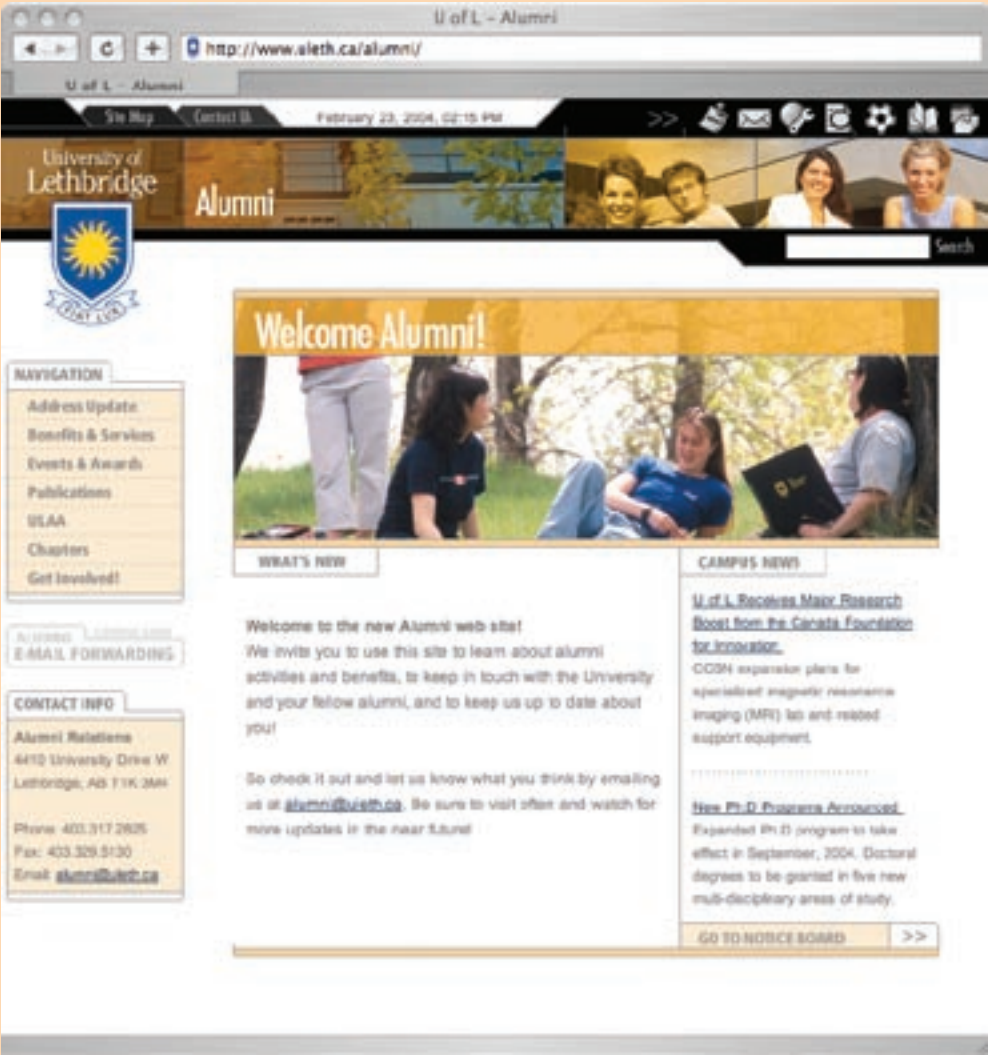 U of L - Alumni
http://www.uleth.ca/alumni/
U of L - Alumni
Site Map
Contact Us
February 23, 2004, 02:15 PM
>>
University of
Lethbridge
Alumni
Search
FIAT LUX
Welcome Alumni!
NAVIGATION
Address Update
Benefits & Services
Events & Awards
Publications
ULAA
Chapters
Get Involved!
E-MAIL FORWARDING
CONTACT INFO
Alumni Relations
4410 University Drive W
Lethbridge, AB T1K 3M4
Phone: 403.317.2825
Fax: 403.329.5130
Email: alumni@uleth.ca
WHAT'S NEW
Welcome to the new Alumni web site!
We invite you to use this site to learn about alumni
activities and benefits, to keep in touch with the University
and your fellow alumni, and to keep us up to date about
you!
So check it out and let us know what you think by emailing
us at alumni@uleth.ca. Be sure to visit often and watch for
more updates in the near future!
CAMPUS NEWS
U of L Receives Major Research
Boost from the Canada Foundation
for Innovation
CCBN expansion plans for
specialized magnetic resonance
imaging (MRI) lab and related
support equipment.
New Ph.D Programs Announced
Expanded Ph.D program to take
effect in September, 2004. Doctoral
degrees to be granted in five new
multi-disciplinary areas of study.
GO TO NOTICE BOARD >>